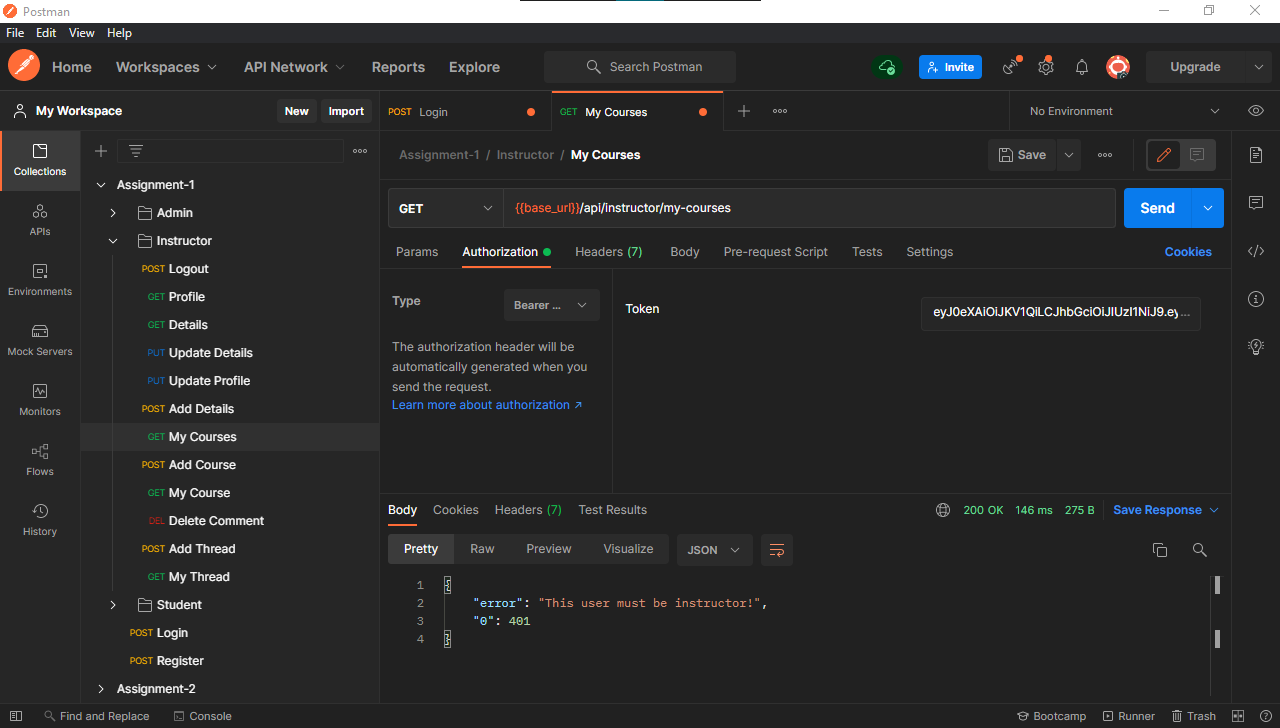 Postman
File Edit View Help
Home Workspaces API Network Reports Explore Search Postman Invite Upgrade
My Workspace New Import POST Login GET My Courses No Environment
Collections
APIs
Environments
Mock Servers
Monitors
Flows
History
Assignment-1
Admin
Instructor
POST Logout
GET Profile
GET Details
PUT Update Details
PUT Update Profile
POST Add Details
GET My Courses
POST Add Course
GET My Course
DEL Delete Comment
POST Add Thread
GET My Thread
Student
POST Login
POST Register
Assignment-2
Assignment-1 / Instructor / My Courses Save
GET {{base_url}}/api/instructor/my-courses Send
Params Authorization Headers (7) Body Pre-request Script Tests Settings Cookies
Type Bearer ...
The authorization header will be
automatically generated when you
send the request.
Learn more about authorization ↗
Token eyJ0eXAiOiJKV1QiLCJhbGciOiJIUzI1NiJ9.ey...
Body Cookies Headers (7) Test Results 200 OK 146 ms 275 B Save Response
Pretty Raw Preview Visualize JSON
1 {
2 "error": "This user must be instructor!",
3 "0": 401
4 }
Find and Replace Console Bootcamp Runner Trash